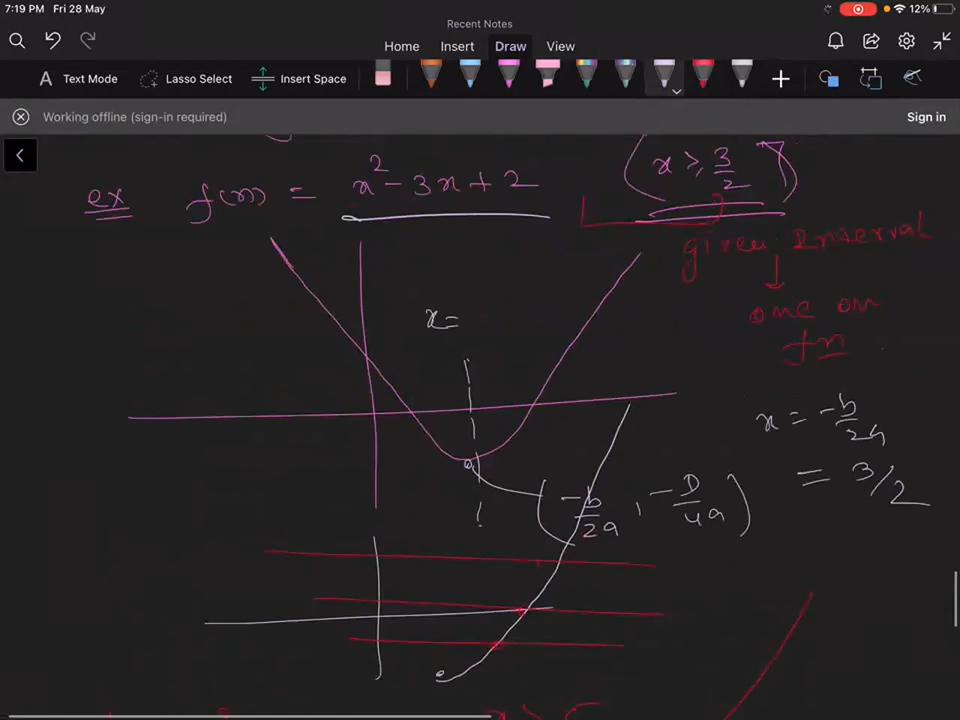 7:19 PM Fri 28 May
12%
Recent Notes
Home Insert Draw View
Text Mode Lasso Select Insert Space
Working offline (sign-in required) Sign in
ex f(x) = x² - 3x + 2 (x ≥ 3/2)
given Interval
↓
one on
fn
x =
x = -b/2a
= 3/2
(-b/2a, -D/4a)